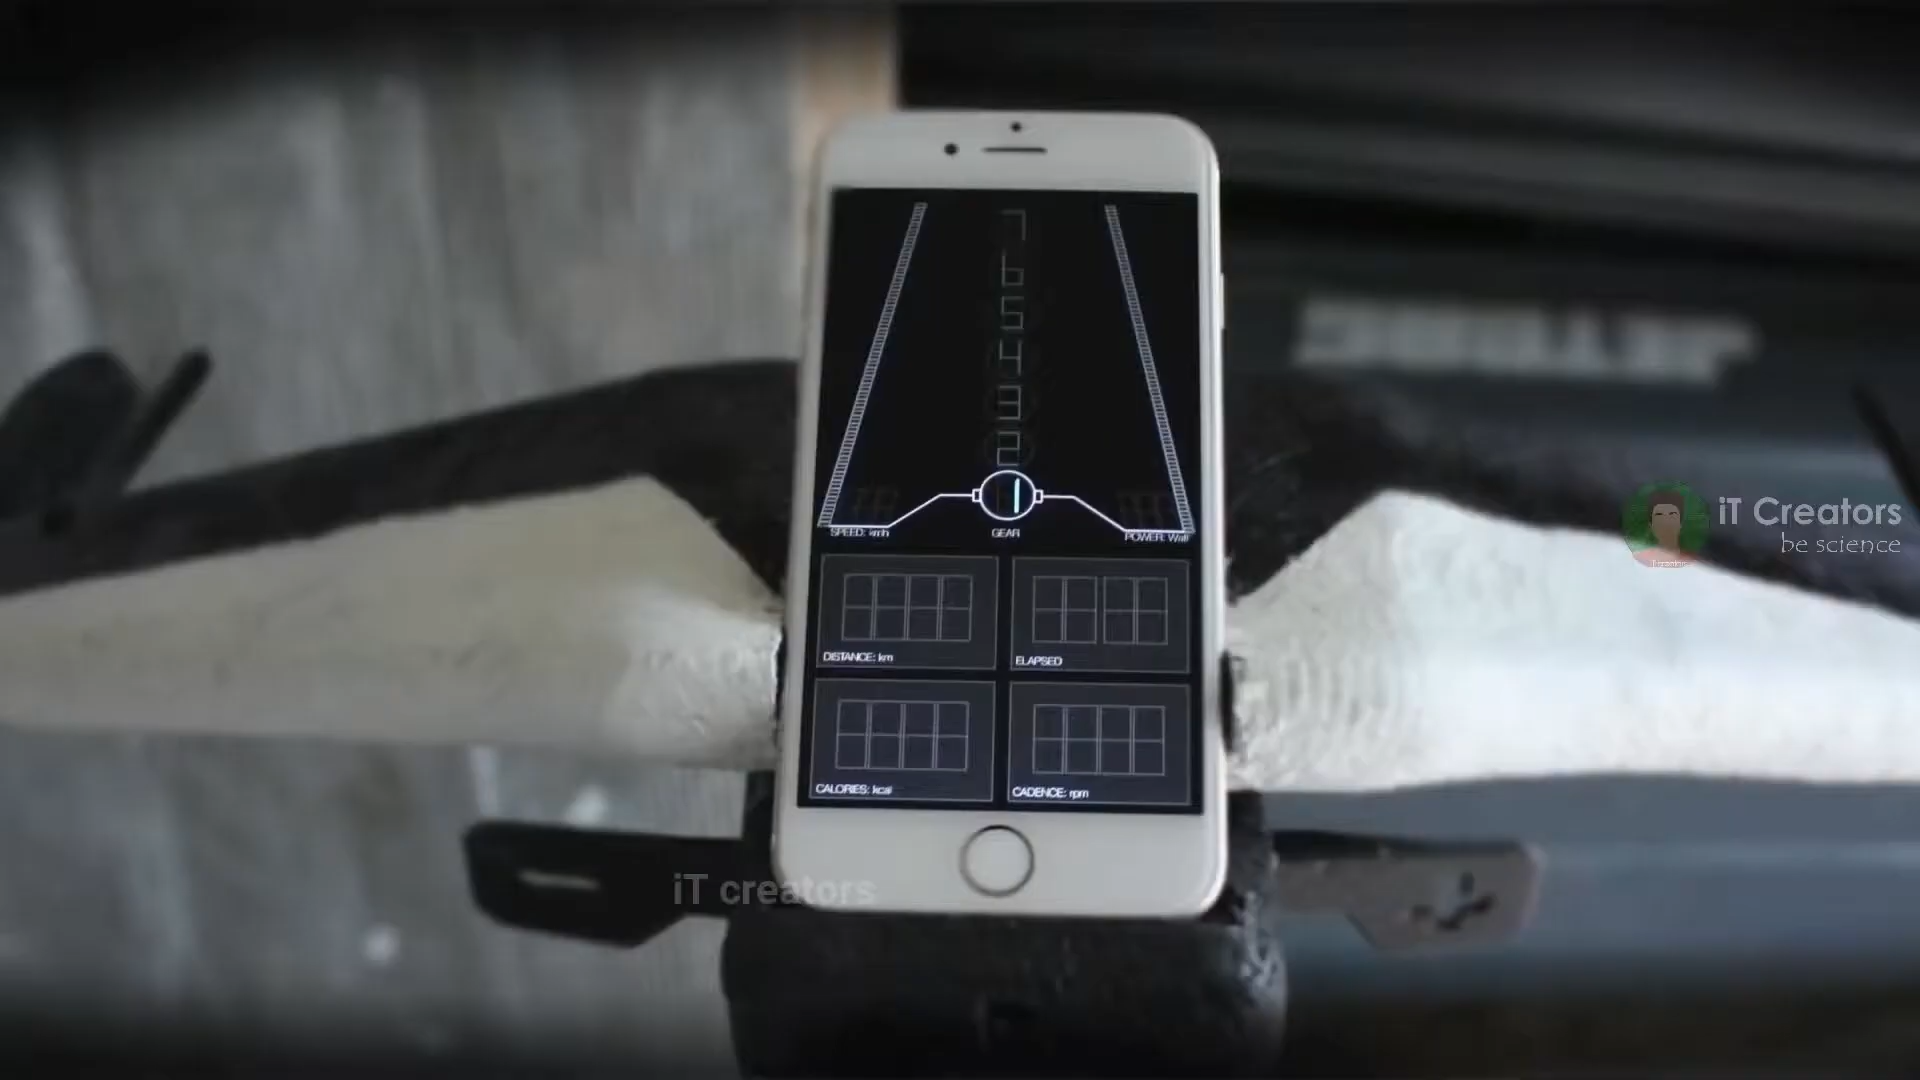 7
6
5
4
3
2
1
SPEED: kmh
GEAR
POWER: Watt
DISTANCE: km
ELAPSED
CALORIES: kcal
CADENCE: rpm
iT Creators
be science
iT creators